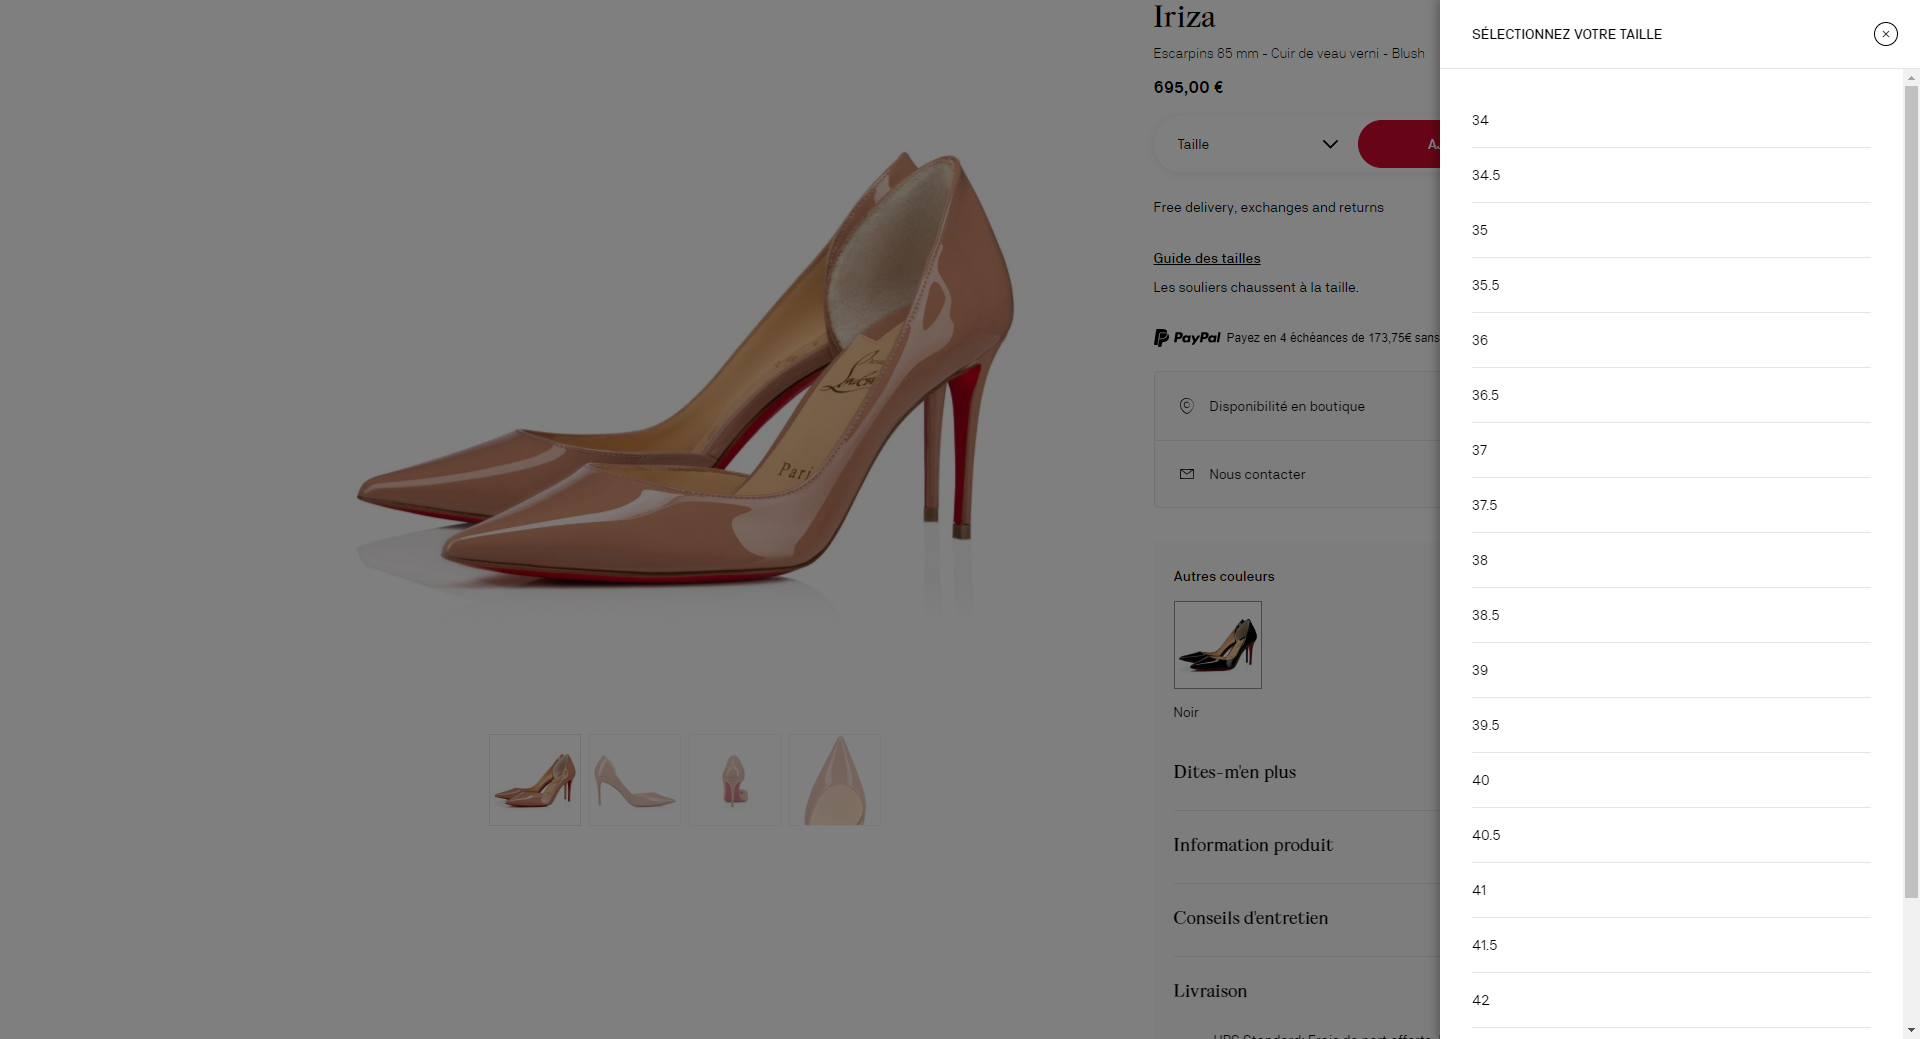 Iriza
Escarpins 85 mm - Cuir de veau verni - Blush
695,00 €
Taille
Free delivery, exchanges and returns
Guide des tailles
Les souliers chaussent à la taille.
PayPal Payez en 4 échéances de 173,75€ sans
Disponibilité en boutique
Nous contacter
Autres couleurs
Noir
Dites-m'en plus
Information produit
Conseils d'entretien
Livraison
Paris
SÉLECTIONNEZ VOTRE TAILLE
34
34.5
35
35.5
36
36.5
37
37.5
38
38.5
39
39.5
40
40.5
41
41.5
42